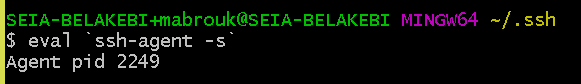 SEIA-BELAKEBI+mabrouk@SEIA-BELAKEBI MINGW64 ~/.ssh
$ eval `ssh-agent -s`
Agent pid 2249